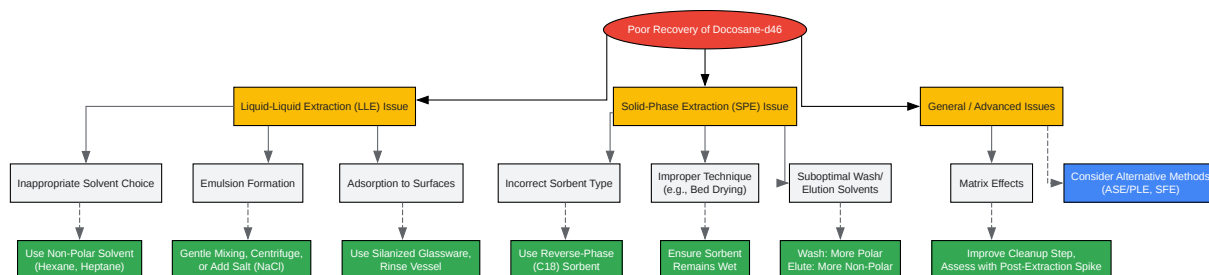 Poor Recovery of Docosane-d46
Liquid-Liquid Extraction (LLE) Issue
Solid-Phase Extraction (SPE) Issue
General / Advanced Issues
Inappropriate Solvent Choice
Emulsion Formation
Adsorption to Surfaces
Incorrect Sorbent Type
Improper Technique
(e.g., Bed Drying)
Suboptimal Wash/
Elution Solvents
Matrix Effects
Consider Alternative Methods
(ASE/PLE, SFE)
Use Non-Polar Solvent
(Hexane, Heptane)
Gentle Mixing, Centrifuge,
or Add Salt (NaCl)
Use Silanized Glassware,
Rinse Vessel
Use Reverse-Phase
(C18) Sorbent
Ensure Sorbent
Remains Wet
Wash: More Polar
Elute: More Non-Polar
Improve Cleanup Step,
Assess with Post-Extraction Spike